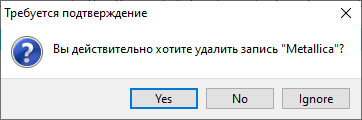 Требуется подтверждение
Вы действительно хотите удалить запись "Metallica"?
Yes No Ignore